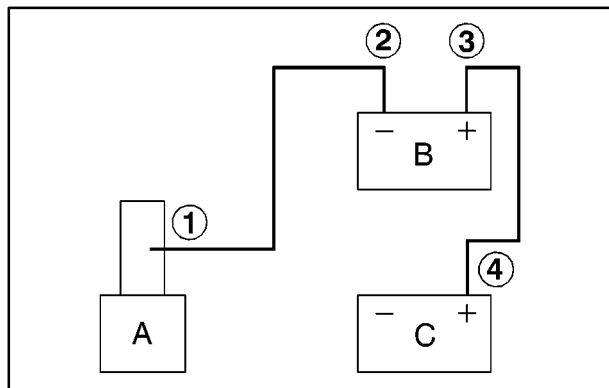 ② ③
− +
B
①
④
A
− +
C